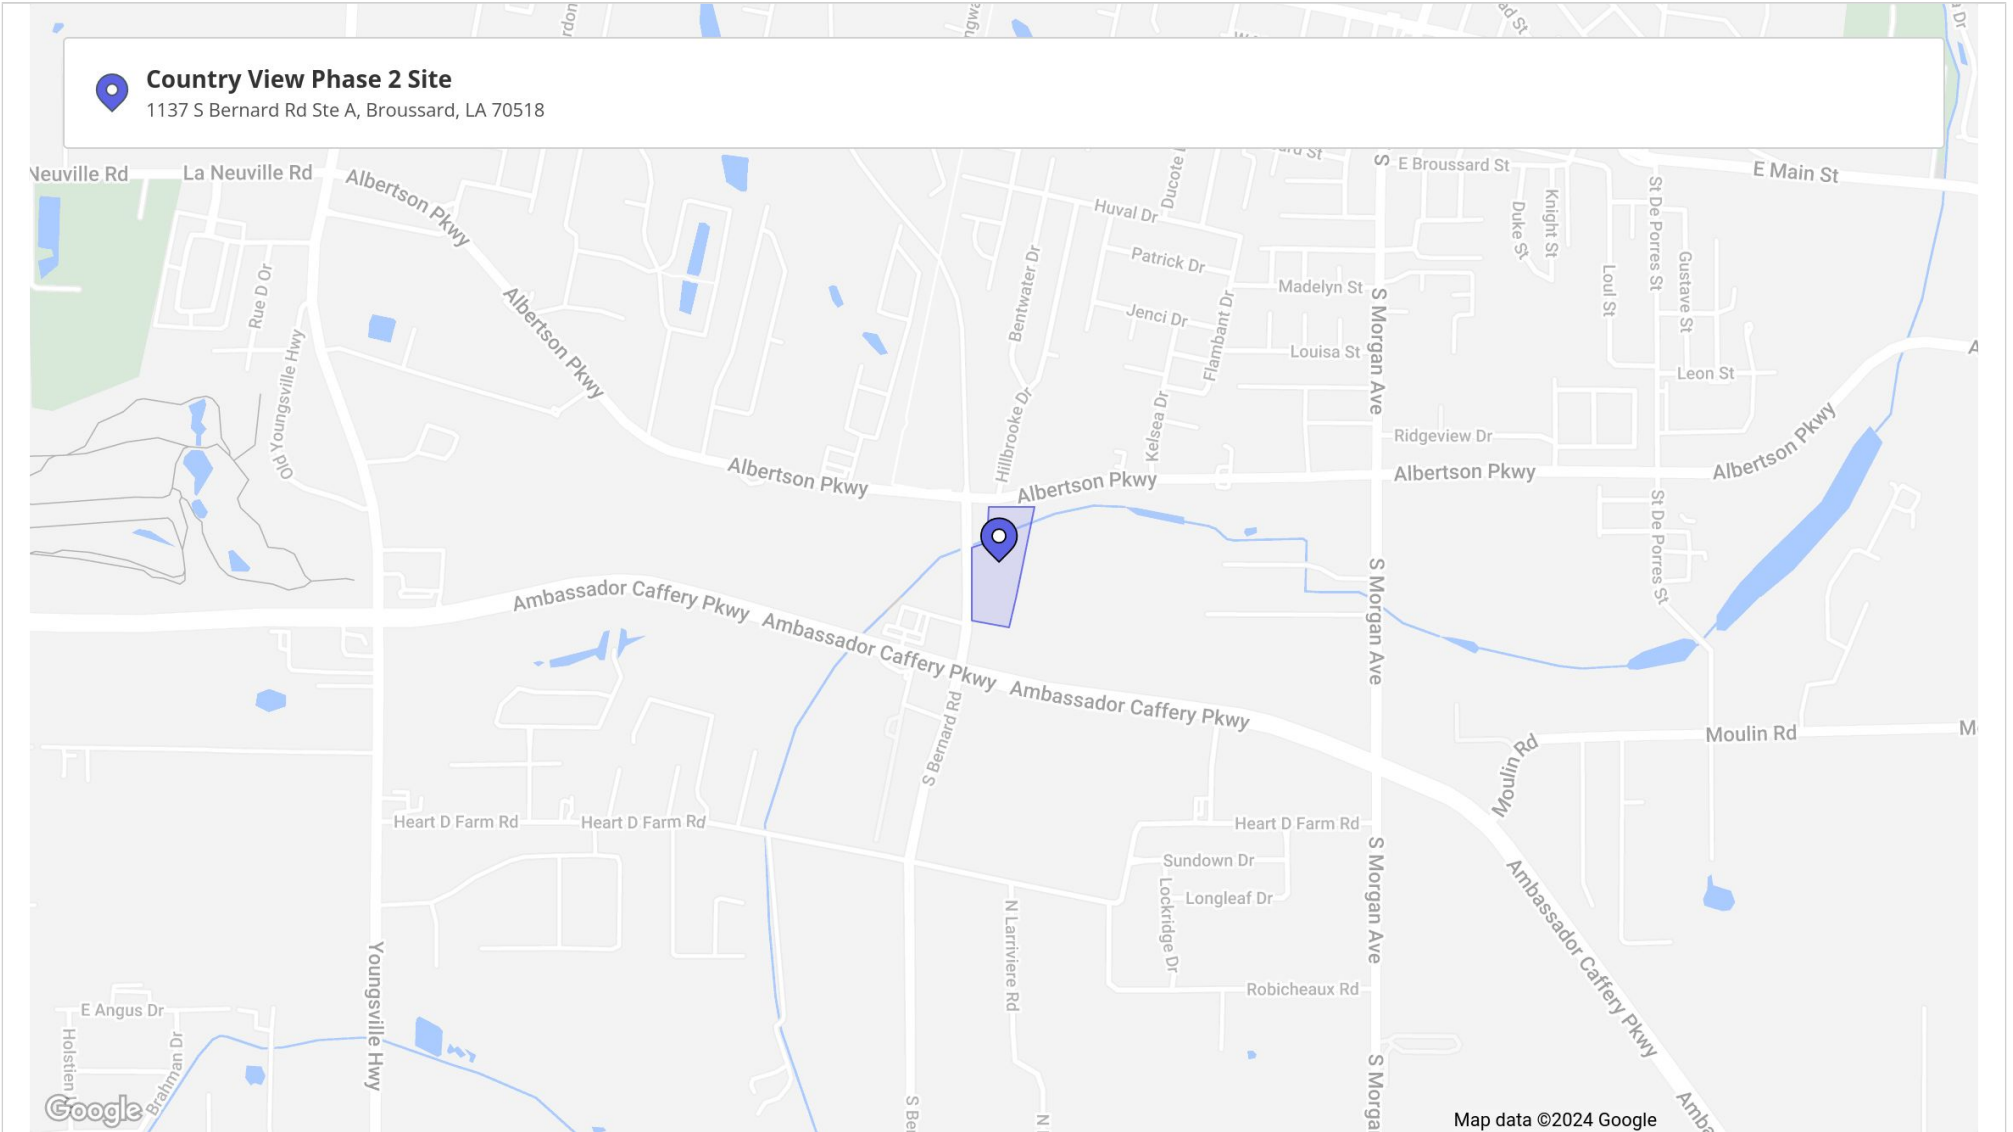 Country View Phase 2 Site
1137 S Bernard Rd Ste A, Broussard, LA 70518
Neuville Rd
La Neuville Rd
Albertson Pkwy
Huval Dr
E Broussard St
E Main St
Patrick Dr
Bentwater Dr
Rue D Or
Knight St
Duke St
St De Porres St
Gustave St
Loul St
Madelyn St
Jenci Dr
Flambant Dr
S Morgan Ave
Albertson Pkwy
Louisa St
Leon St
Old Youngsville Hwy
Hillbrooke Dr
Kelsea Dr
Ridgeview Dr
Albertson Pkwy
Albertson Pkwy
Albertson Pkwy
Albertson Pkwy
St De Porres St
Ambassador Caffery Pkwy
Ambassador Caffery Pkwy
S Morgan Ave
Ambassador Caffery Pkwy
S Bernard Rd
Moulin Rd
Moulin Rd
Heart D Farm Rd
Heart D Farm Rd
Heart D Farm Rd
Sundown Dr
Longleaf Dr
Lockridge Dr
S Morgan Ave
N Larriviere Rd
Ambassador Caffery Pkwy
Youngsville Hwy
Robicheaux Rd
E Angus Dr
Holstien
Brahman Dr
Google
Map data ©2024 Google